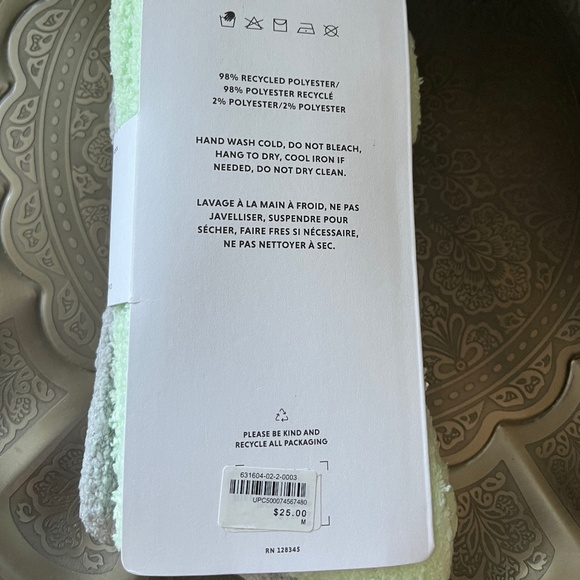 98% RECYCLED POLYESTER/
98% POLYESTER RECYCLÉ
2% POLYESTER/2% POLYESTER
HAND WASH COLD, DO NOT BLEACH,
HANG TO DRY, COOL IRON IF
NEEDED, DO NOT DRY CLEAN.
LAVAGE À LA MAIN À FROID, NE PAS
JAVELLISER, SUSPENDRE POUR
SÉCHER, FAIRE FRES SI NÉCESSAIRE,
NE PAS NETTOYER À SEC.
PLEASE BE KIND AND
RECYCLE ALL PACKAGING
631604-02-2-0003
UPC500074567480
$25.00
M
RN 128345